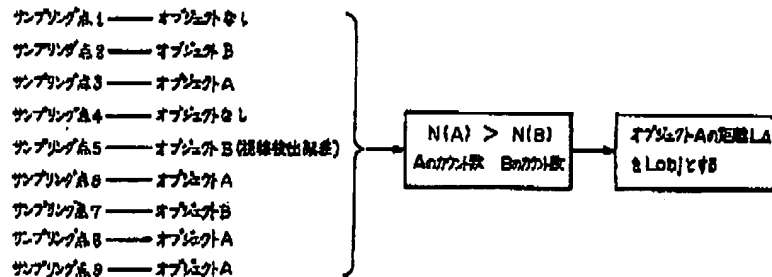 サンプリング点1 オブジェクトなし
サンプリング点2 オブジェクトB
サンプリング点3 オブジェクトA
サンプリング点4 オブジェクトなし
サンプリング点5 オブジェクトB(視線検出誤差)
サンプリング点6 オブジェクトA
サンプリング点7 オブジェクトB
サンプリング点8 オブジェクトA
サンプリング点9 オブジェクトA
N(A) > N(B)
Aのカウント数 Bのカウント数
オブジェクトAの距離LA
をLobjとする